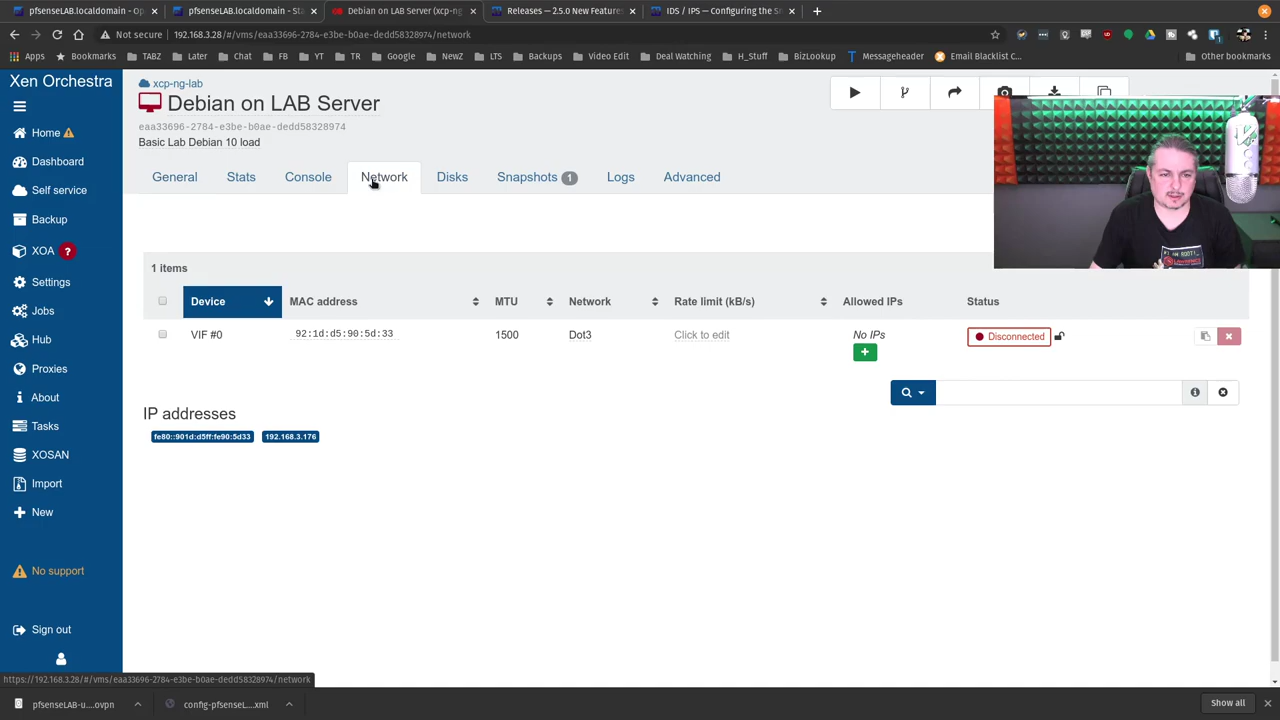 pfsenseLAB.localdomain - Op
pfsenseLAB.localdomain - Sta
Debian on LAB Server (xcp-ng
Releases — 2.5.0 New Feature
IDS / IPS — Configuring the Sn
Not secure
192.168.3.28/#/vms/eaa33696-2784-e3be-b0ae-dedd58328974/network
Apps
Bookmarks
TABZ
Later
Chat
FB
YT
TR
Google
NewZ
LTS
Backups
Video Edit
Deal Watching
H_Stuff
BizLookup
Messageheader
Email Blacklist C...
Other bookmarks
Xen Orchestra
Home
Dashboard
Self service
Backup
XOA ?
Settings
Jobs
Hub
Proxies
About
Tasks
XOSAN
Import
New
No support
Sign out
xcp-ng-lab
Debian on LAB Server
eaa33696-2784-e3be-b0ae-dedd58328974
Basic Lab Debian 10 load
General
Stats
Console
Network
Disks
Snapshots 1
Logs
Advanced
1 items
Device
MAC address
MTU
Network
Rate limit (kB/s)
Allowed IPs
Status
VIF #0
92:1d:d5:90:5d:33
1500
Dot3
Click to edit
No IPs
Disconnected
IP addresses
fe80::901d:d5ff:fe90:5d33
192.168.3.176
https://192.168.3.28/#/vms/eaa33696-2784-e3be-b0ae-dedd58328974/network
pfsenseLAB-u....ovpn
config-pfsenseL....xml
Show all